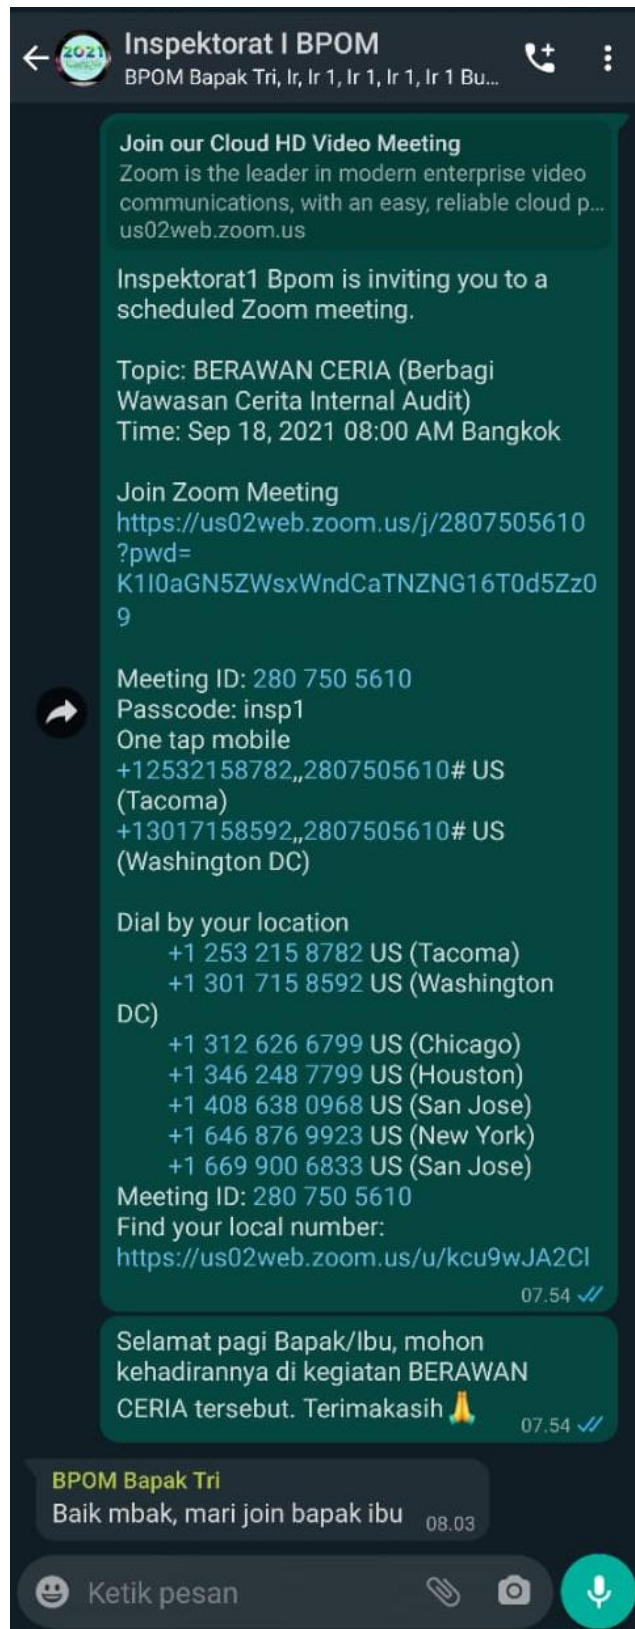 Inspektorat I BPOM
2021
BPOM Bapak Tri, Ir, Ir 1, Ir 1, Ir 1, Ir 1 Bu...
Join our Cloud HD Video Meeting
Zoom is the leader in modern enterprise video
communications, with an easy, reliable cloud p...
us02web.zoom.us
Inspektorat1 Bpom is inviting you to a
scheduled Zoom meeting.
Topic: BERAWAN CERIA (Berbagi
Wawasan Cerita Internal Audit)
Time: Sep 18, 2021 08:00 AM Bangkok
Join Zoom Meeting
https://us02web.zoom.us/j/2807505610
?pwd=
K1I0aGN5ZWsxWndCaTNZNG16T0d5Zz0
9
Meeting ID: 280 750 5610
Passcode: insp1
One tap mobile
+12532158782,,2807505610# US
(Tacoma)
+13017158592,,2807505610# US
(Washington DC)
Dial by your location
+1 253 215 8782 US (Tacoma)
+1 301 715 8592 US (Washington
DC)
+1 312 626 6799 US (Chicago)
+1 346 248 7799 US (Houston)
+1 408 638 0968 US (San Jose)
+1 646 876 9923 US (New York)
+1 669 900 6833 US (San Jose)
Meeting ID: 280 750 5610
Find your local number:
https://us02web.zoom.us/u/kcu9wJA2Cl
07.54
Selamat pagi Bapak/Ibu, mohon
kehadirannya di kegiatan BERAWAN
CERIA tersebut. Terimakasih 🙏
07.54
BPOM Bapak Tri
Baik mbak, mari join bapak ibu 08.03
Ketik pesan